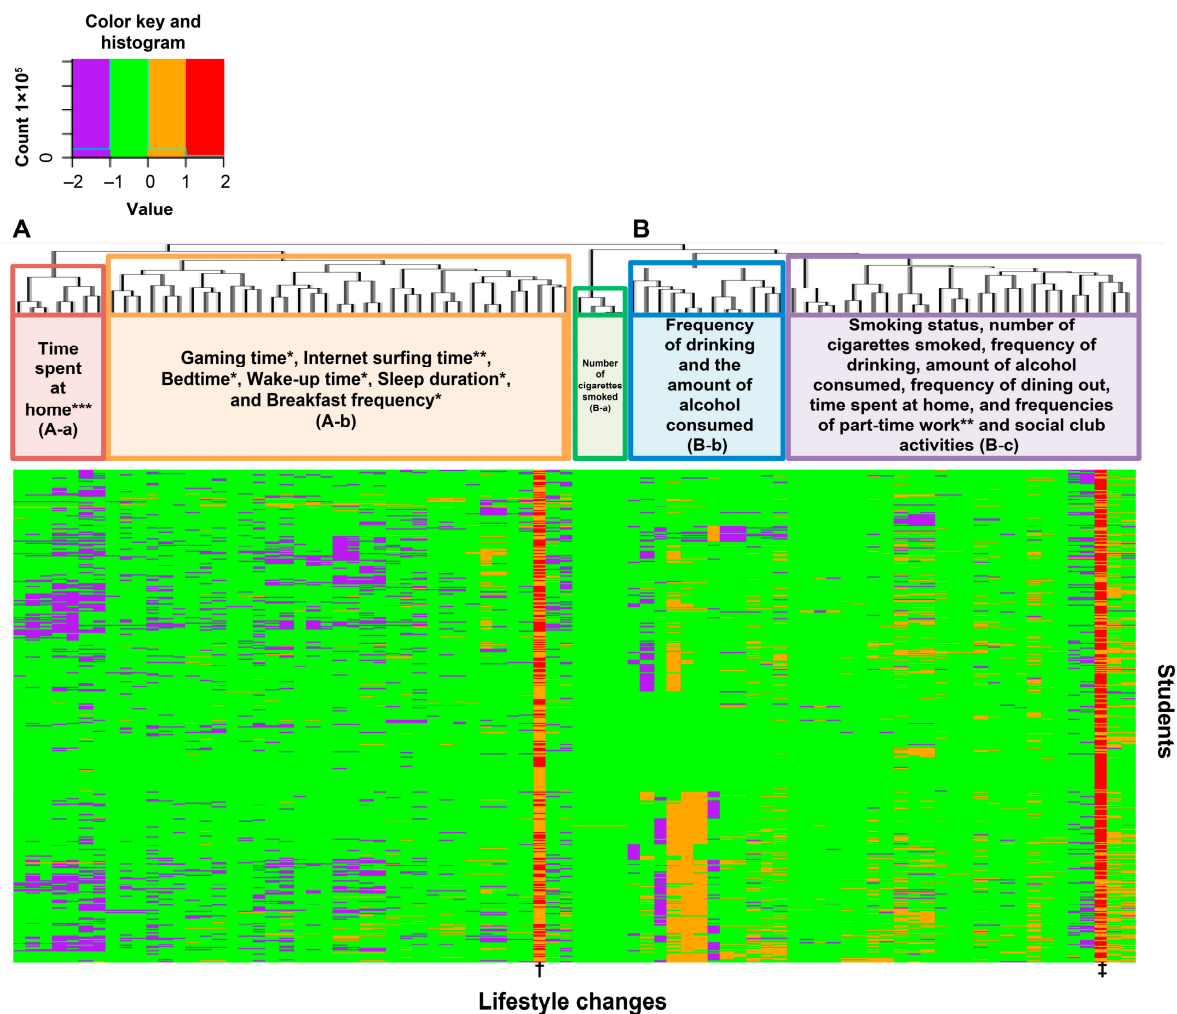 Color key and
histogram
Count 1×10⁵
0
−2 −1 0 1 2
Value
A
B
Time
spent
at
home***
(A-a)
Gaming time*, Internet surfing time**,
Bedtime*, Wake-up time*, Sleep duration*,
and Breakfast frequency*
(A-b)
Number
of
cigarettes
smoked
(B-a)
Frequency
of drinking
and the
amount of
alcohol
consumed
(B-b)
Smoking status, number of
cigarettes smoked, frequency of
drinking, amount of alcohol
consumed, frequency of dining out,
time spent at home, and frequencies
of part-time work** and social club
activities (B-c)
Students
† ‡
Lifestyle changes